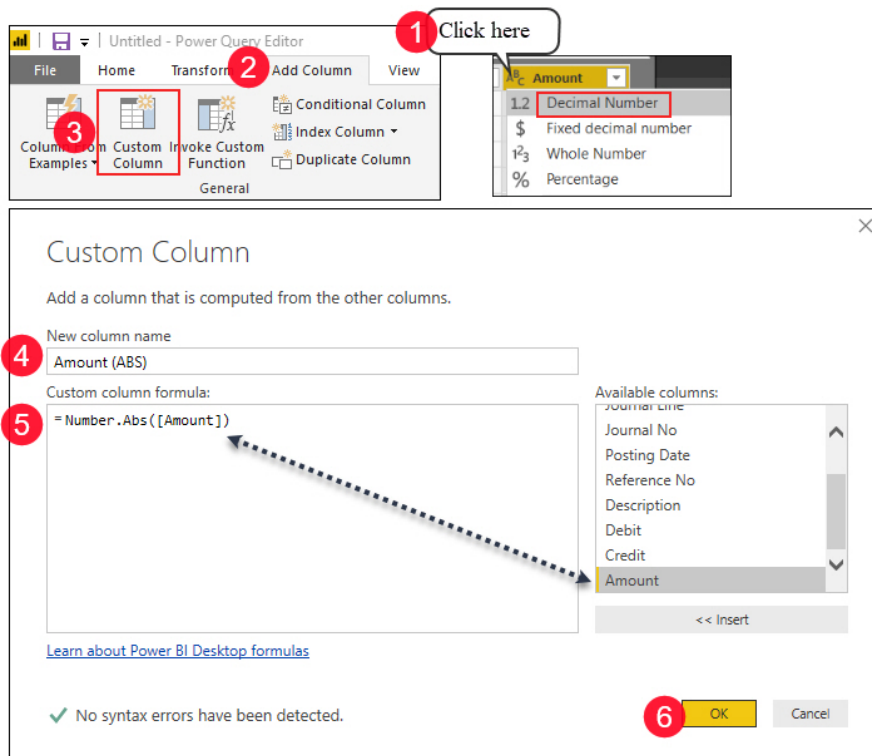 1 Click here
Untitled - Power Query Editor
File Home Transform 2 Add Column View
3
Column From Examples
Custom Column
Invoke Custom Function
Conditional Column
Index Column
Duplicate Column
General
ABC Amount
1.2 Decimal Number
$ Fixed decimal number
123 Whole Number
% Percentage
Custom Column
Add a column that is computed from the other columns.
New column name
4 Amount (ABS)
Custom column formula:
5 =Number.Abs([Amount])
Available columns:
Journal Line
Journal No
Posting Date
Reference No
Description
Debit
Credit
Amount
<< Insert
Learn about Power BI Desktop formulas
No syntax errors have been detected.
6 OK
Cancel